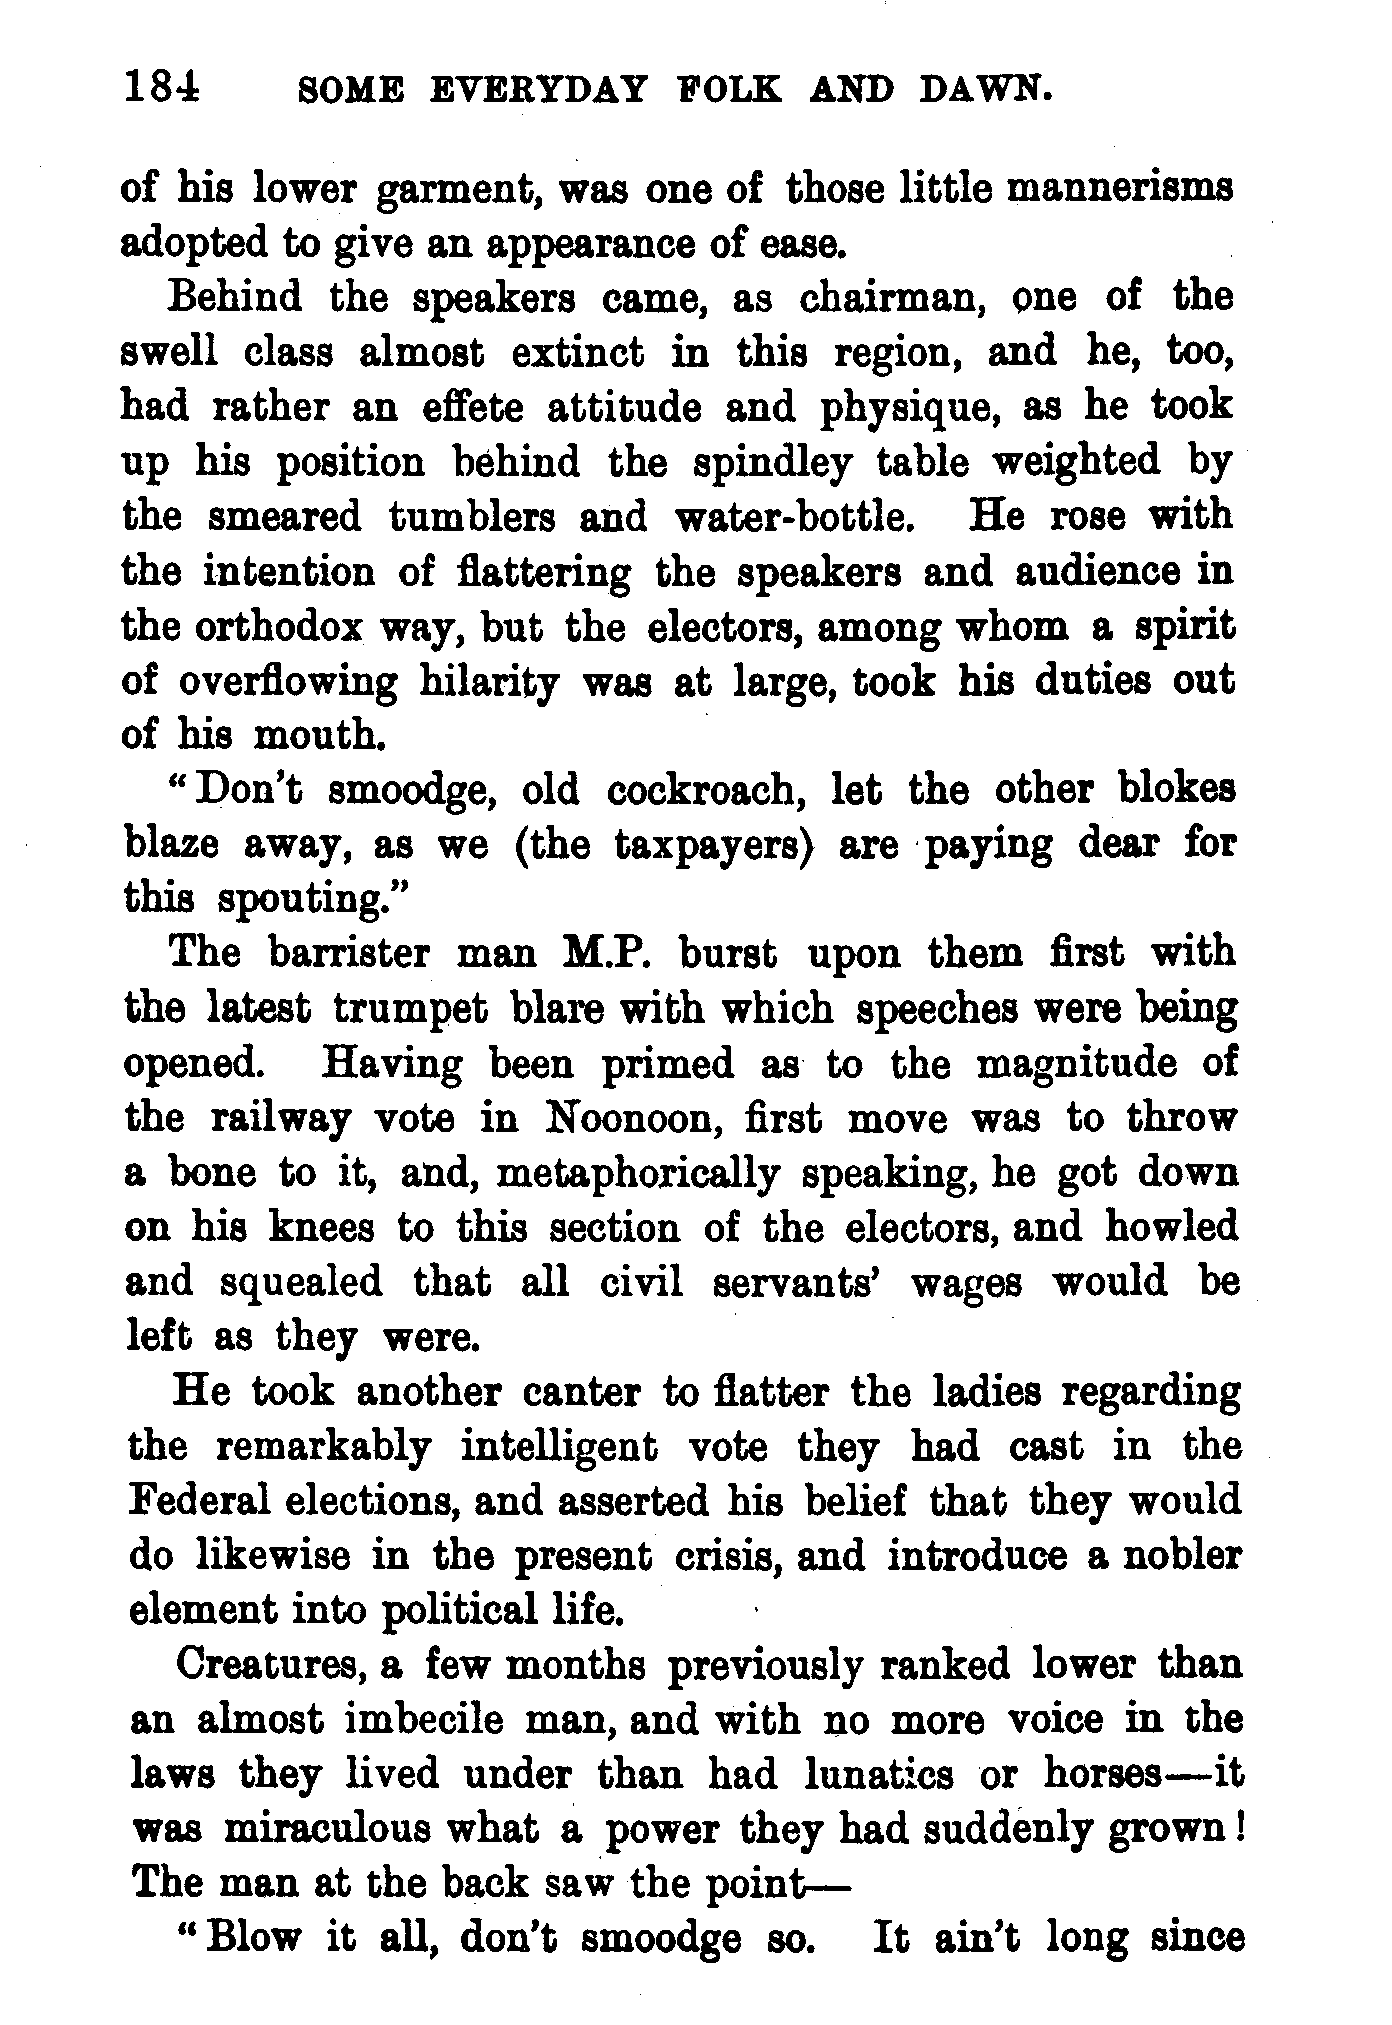 184 SOME EVERYDAY FOLK AND DAWN.
of his lower garment, was one of those little mannerisms
adopted to give an appearance of ease.
Behind the speakers came, as chairman, one of the
swell class almost extinct in this region, and he, too,
had rather an effete attitude and physique, as he took
up his position behind the spindley table weighted by
the smeared tumblers and water-bottle. He rose with
the intention of flattering the speakers and audience in
the orthodox way, but the electors, among whom a spirit
of overflowing hilarity was at large, took his duties out
of his mouth.
"Don't smoodge, old cockroach, let the other blokes
blaze away, as we (the taxpayers) are paying dear for
this spouting."
The barrister man M.P. burst upon them first with
the latest trumpet blare with which speeches were being
opened. Having been primed as to the magnitude of
the railway vote in Noonoon, first move was to throw
a bone to it, and, metaphorically speaking, he got down
on his knees to this section of the electors, and howled
and squealed that all civil servants' wages would be
left as they were.
He took another canter to flatter the ladies regarding
the remarkably intelligent vote they had cast in the
Federal elections, and asserted his belief that they would
do likewise in the present crisis, and introduce a nobler
element into political life.
Creatures, a few months previously ranked lower than
an almost imbecile man, and with no more voice in the
laws they lived under than had lunatics or horses—it
was miraculous what a power they had suddenly grown!
The man at the back saw the point—
"Blow it all, don't smoodge so. It ain't long since